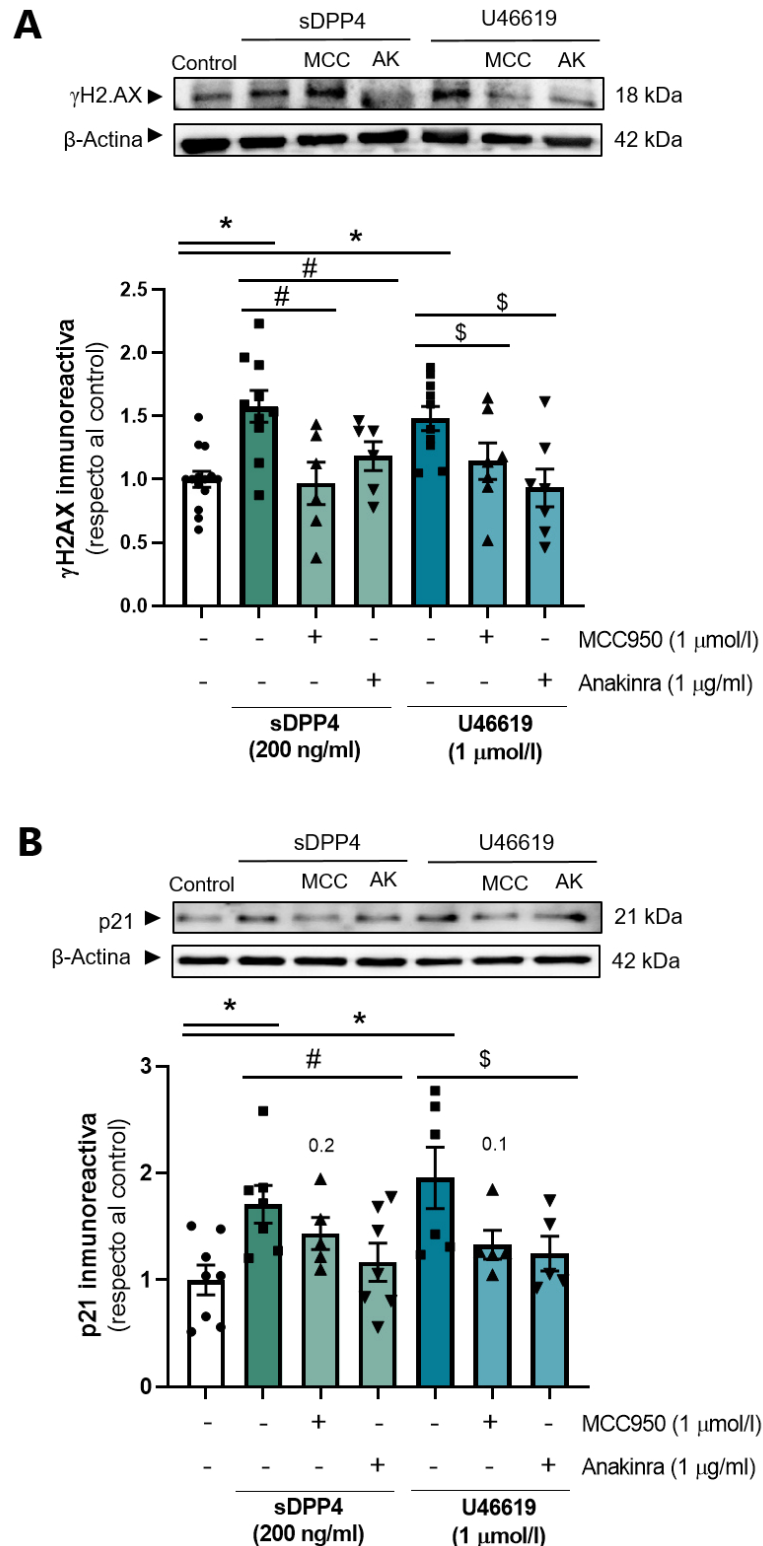 A
sDPP4 U46619
Control MCC AK MCC AK
γH2.AX 18 kDa
β-Actina 42 kDa
*
*
#
#
$
$
γH2AX inmunoreactiva
(respecto al control)
2.5
2.0
1.5
1.0
0.5
0.0
- - + - - + - MCC950 (1 μmol/l)
- - - + - - + Anakinra (1 μg/ml)
sDPP4 U46619
(200 ng/ml) (1 μmol/l)
B
sDPP4 U46619
Control MCC AK MCC AK
p21 21 kDa
β-Actina 42 kDa
*
*
# $
0.2 0.1
p21 inmunoreactiva
(respecto al control)
3
2
1
0
- - + - - + - MCC950 (1 μmol/l)
- - - + - - + Anakinra (1 μg/ml)
sDPP4 U46619
(200 ng/ml) (1 μmol/l)